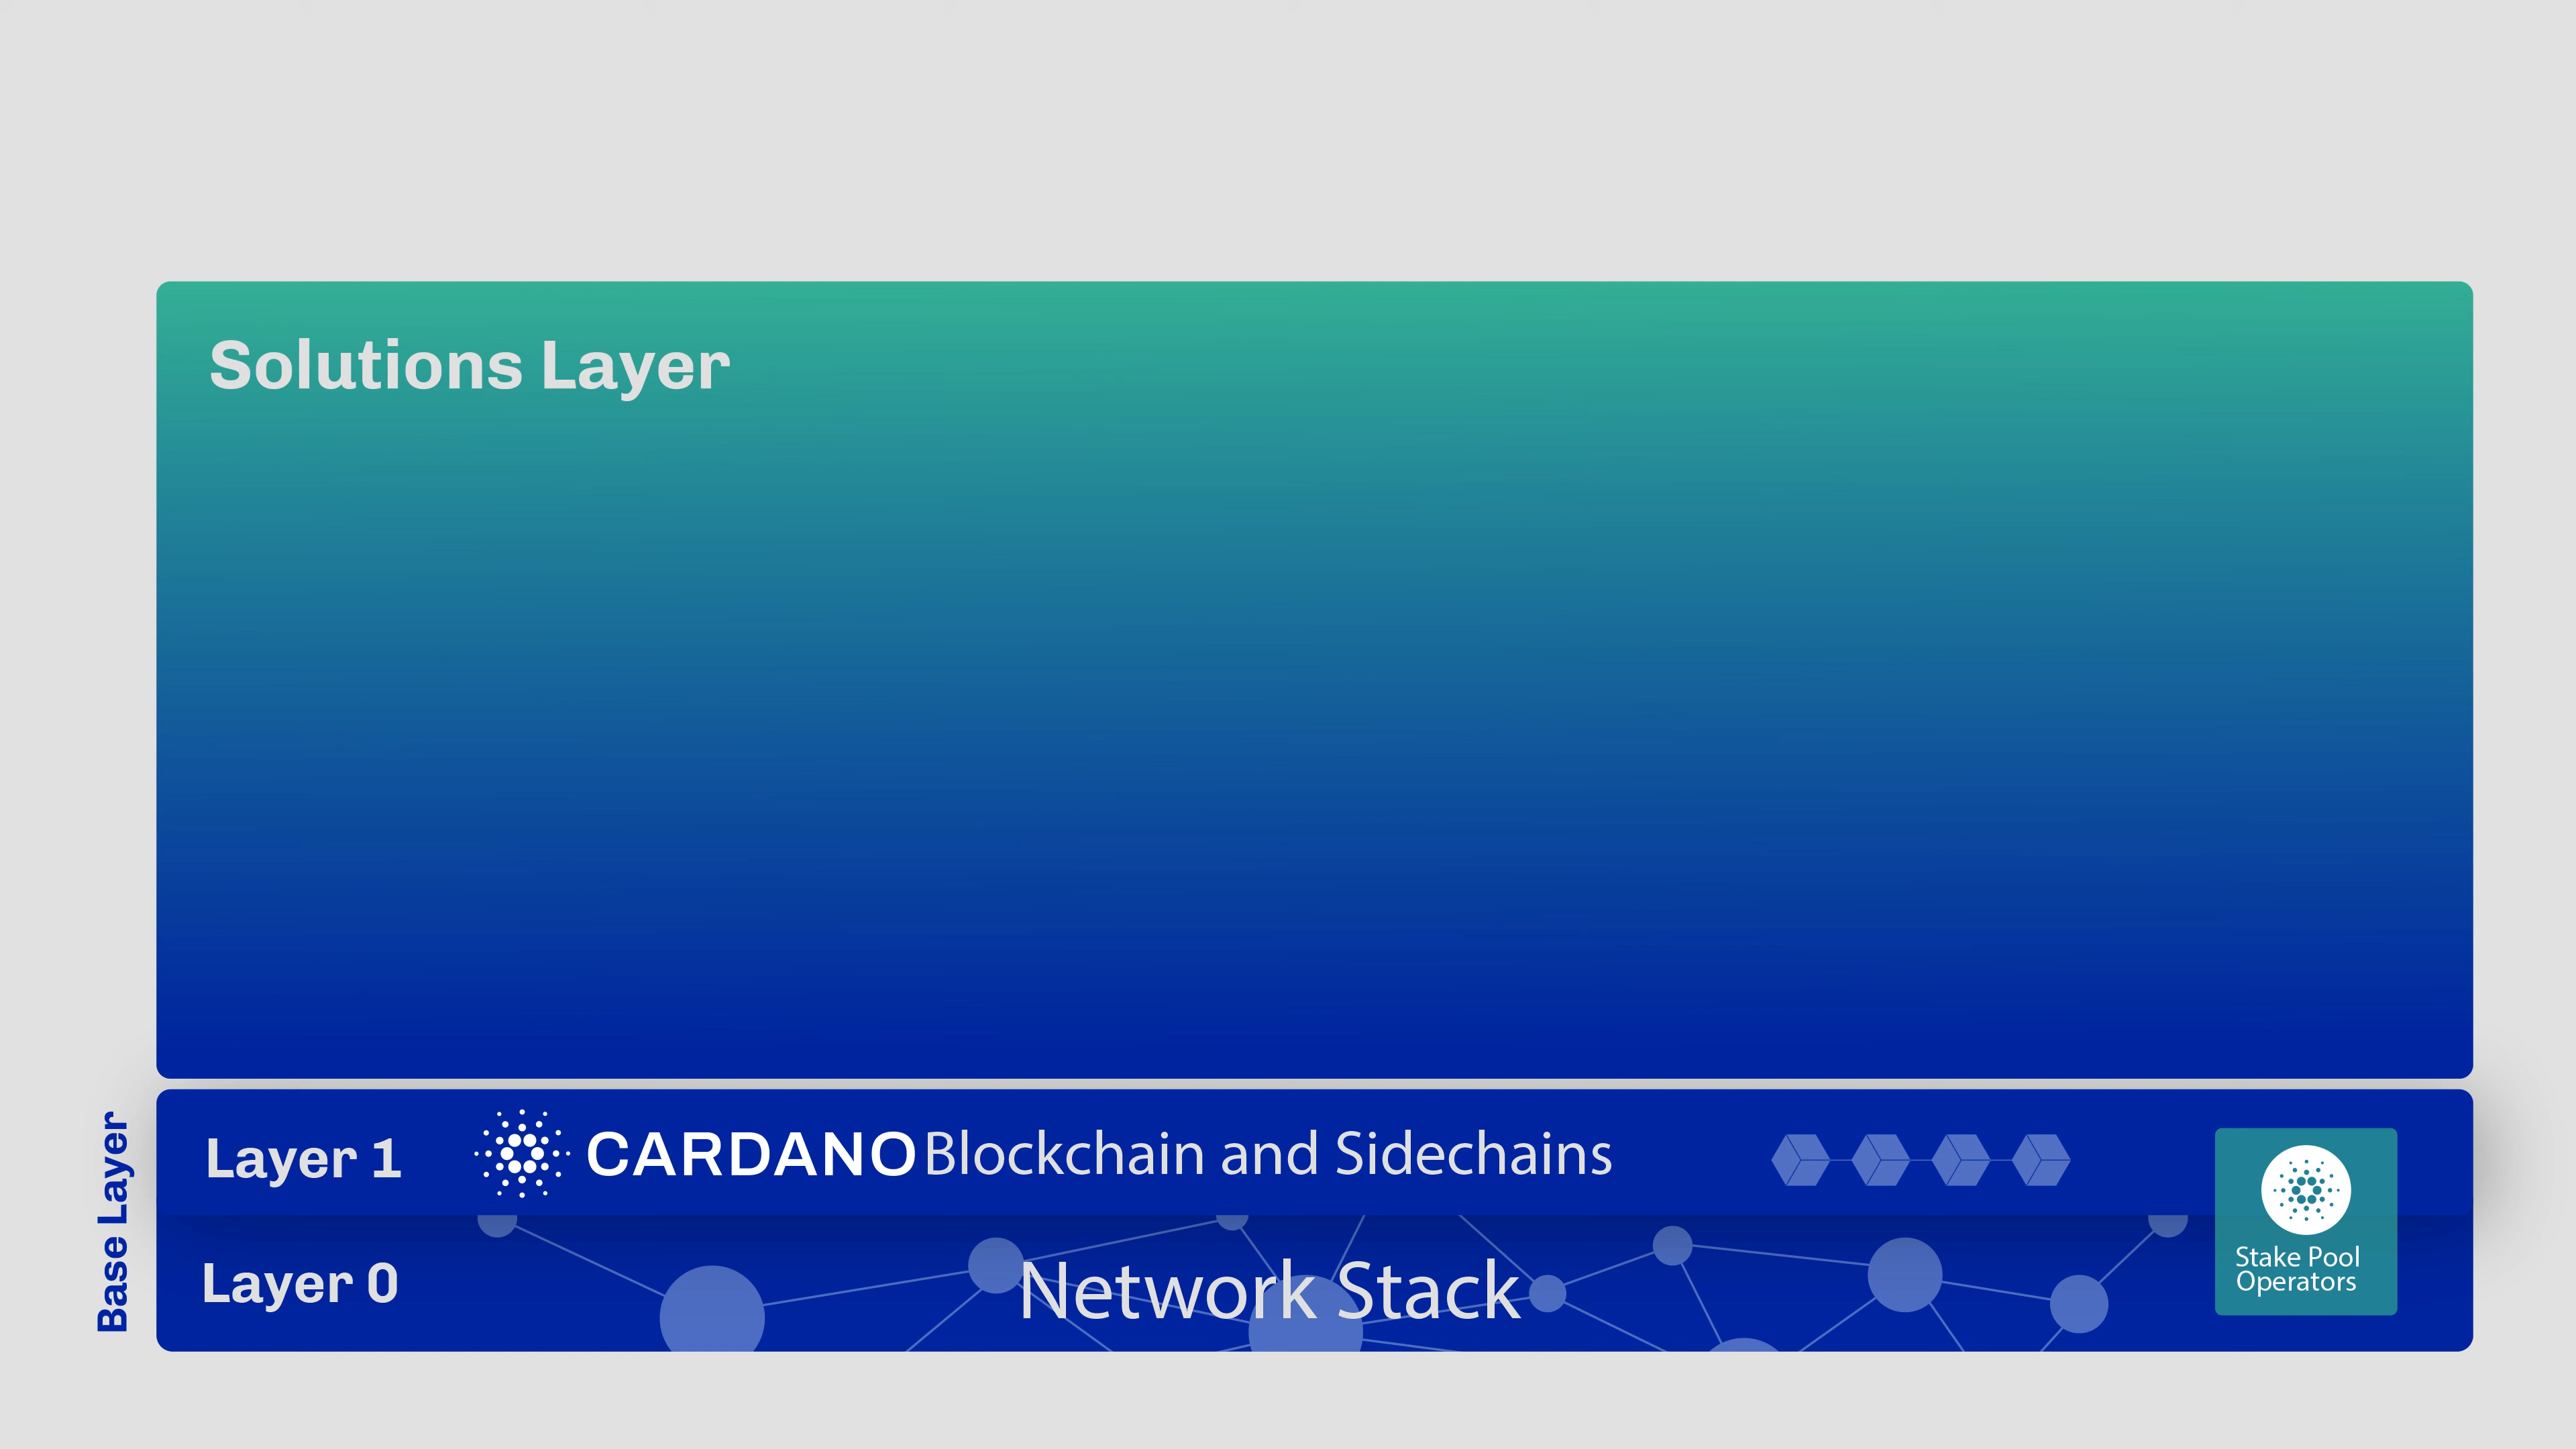 Solutions Layer
Base Layer
Layer 1
CARDANO Blockchain and Sidechains
Layer 0
Network Stack
Stake Pool
Operators